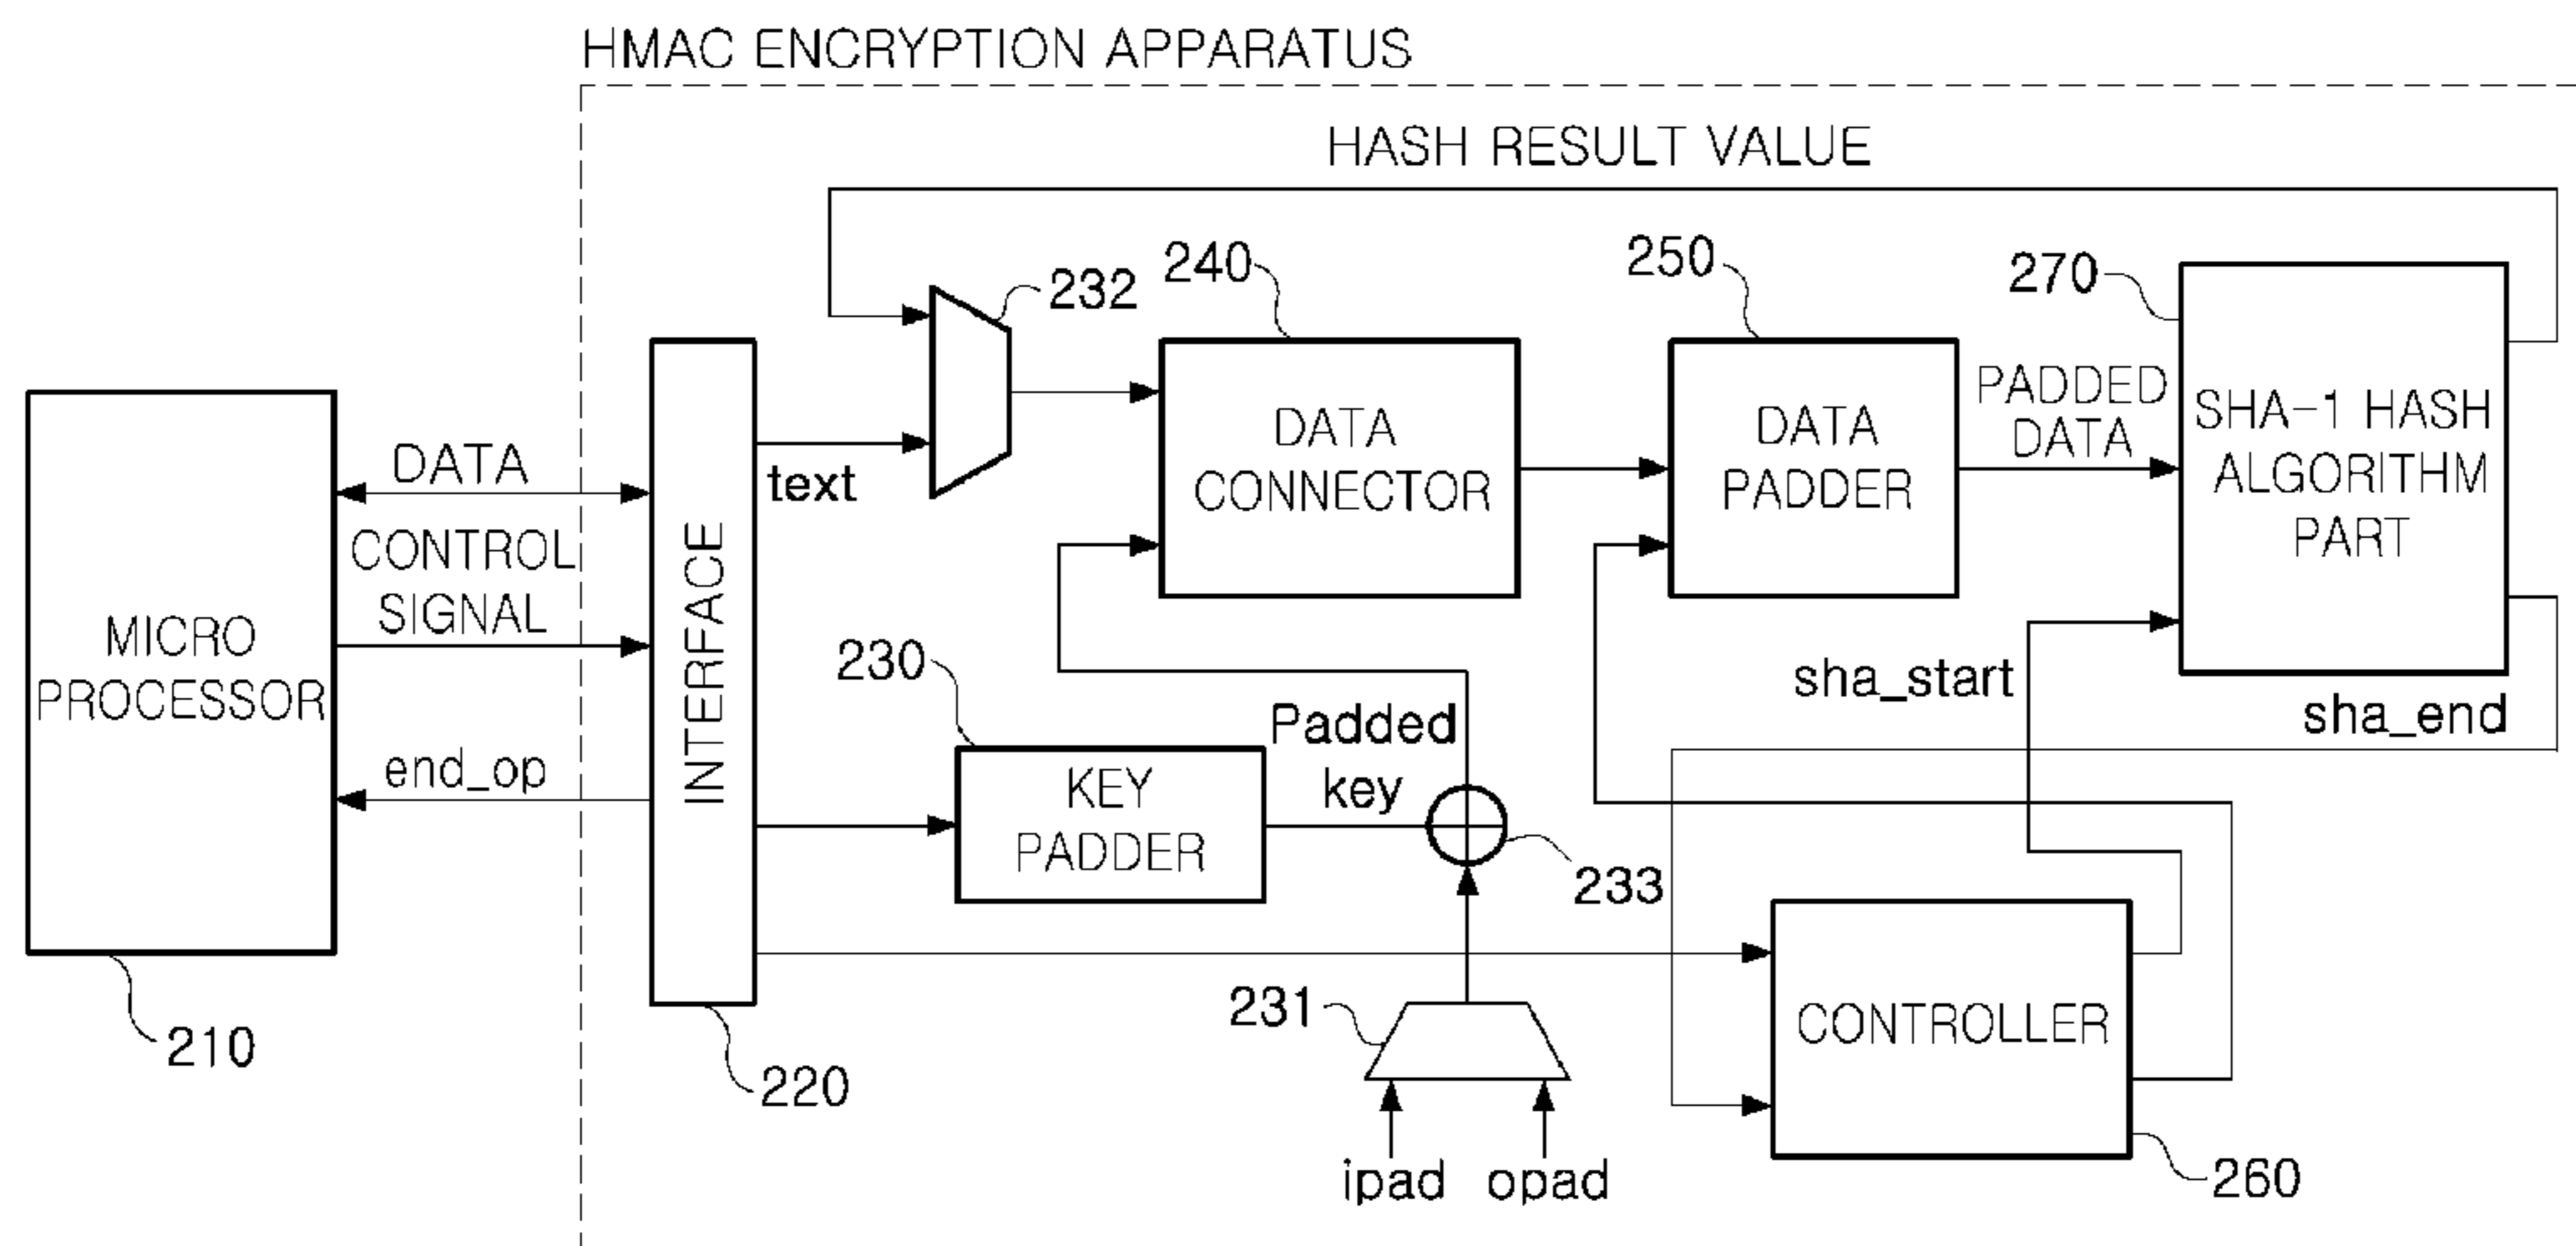 HMAC ENCRYPTION APPARATUS
HASH RESULT VALUE
232
240
250
270
DATA
CONTROL
SIGNAL
end_op
MICRO
PROCESSOR
210
INTERFACE
220
text
DATA
CONNECTOR
DATA
PADDER
PADDED
DATA
SHA-1 HASH
ALGORITHM
PART
230
KEY
PADDER
Padded
key
233
sha_start
sha_end
231
ipad opad
CONTROLLER
260